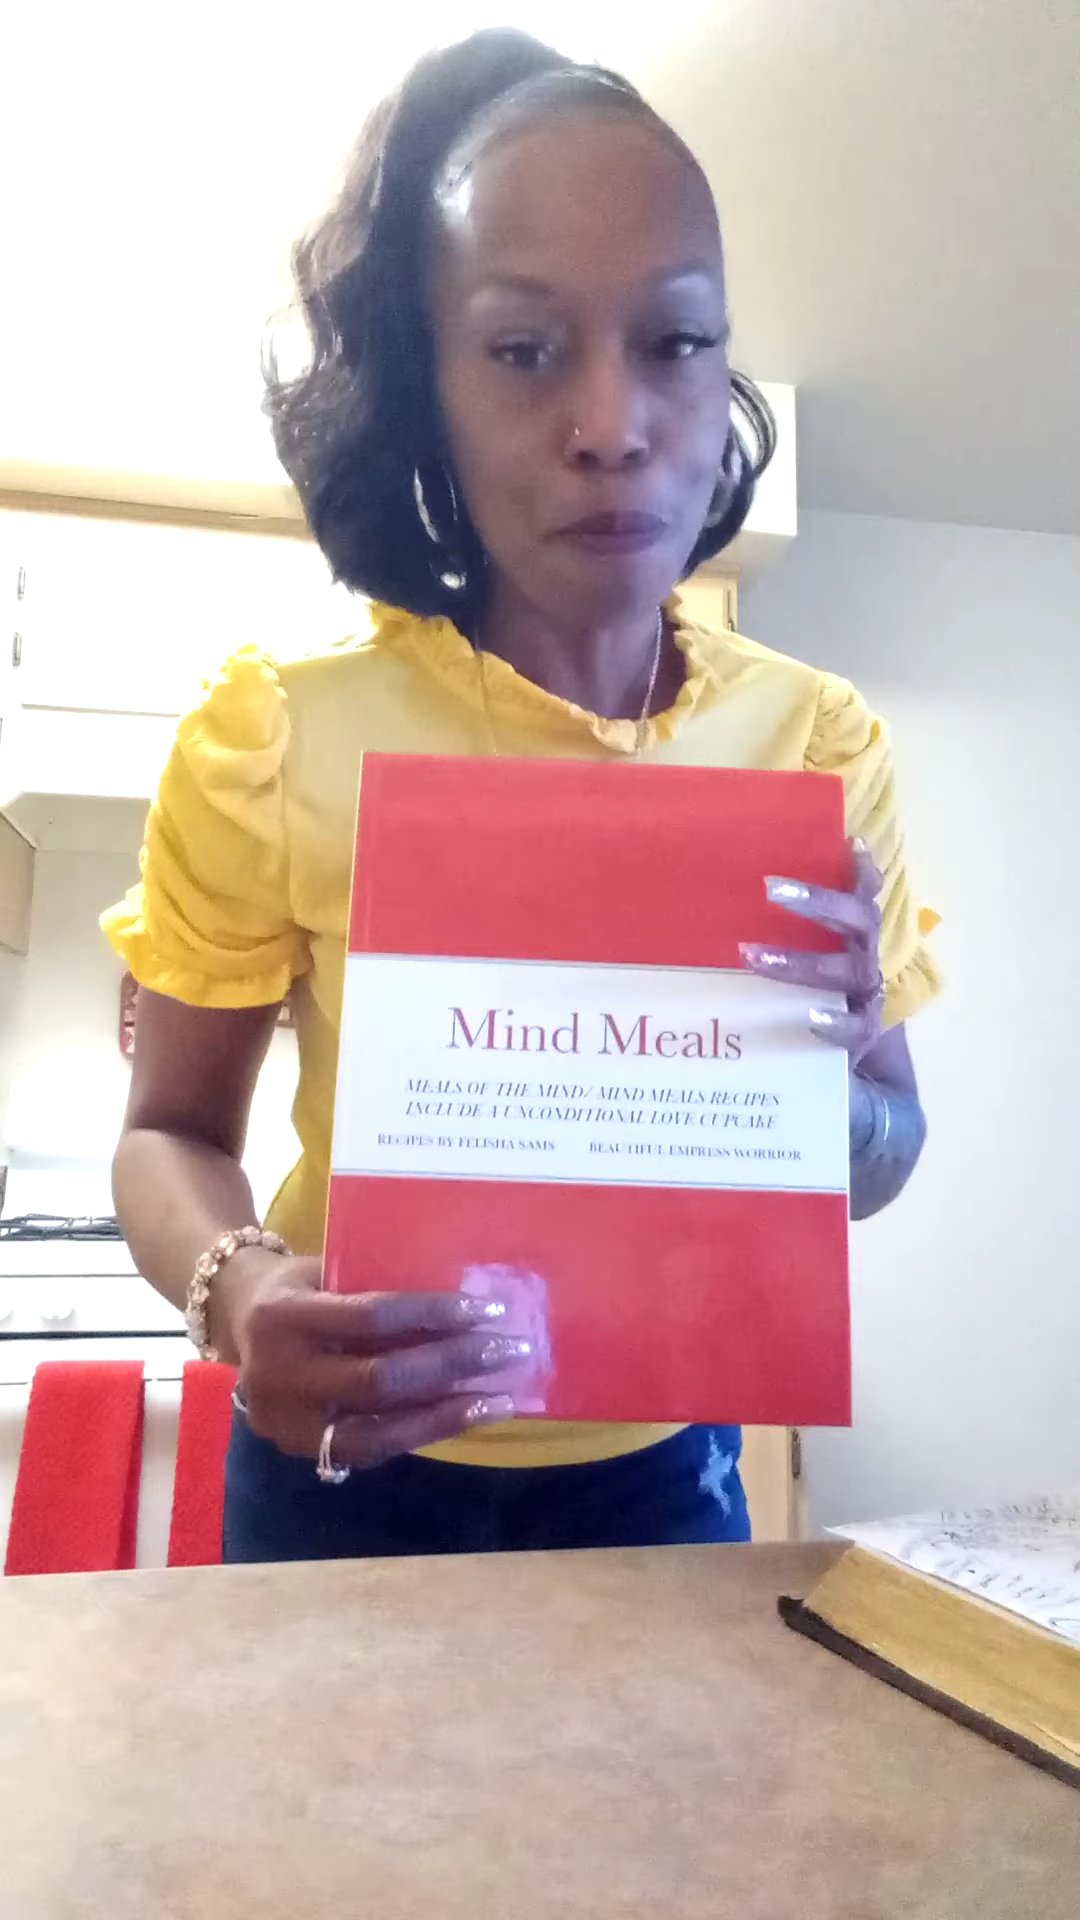 Mind Meals
MEALS OF THE MIND/ MIND MEALS RECIPES
INCLUDE A UNCONDITIONAL LOVE CUPCAKE
RECIPES BY FELISHA SAMS BEAUTIFUL EMPRESS WORRIOR